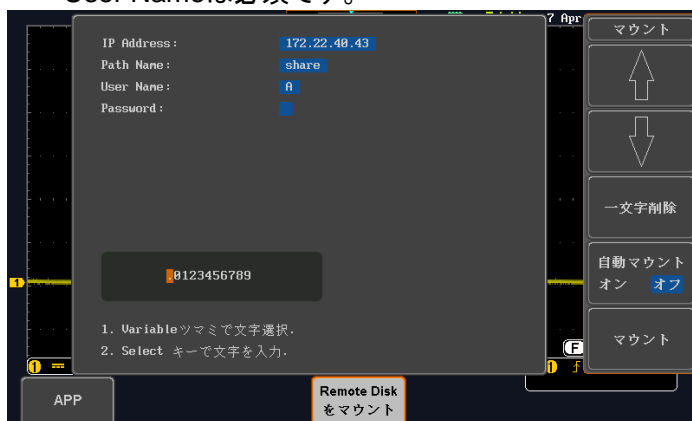 User Nameは必須です。
7 Apr
マウント
IP Address: 172.22.40.43
Path Name: share
User Name: A
Password:
一文字削除
.0123456789
自動マウント
オン オフ
1. Variableツマミで文字選択.
2. Select キーで文字を入力.
マウント
1
F
1
1
APP
Remote Disk
をマウント